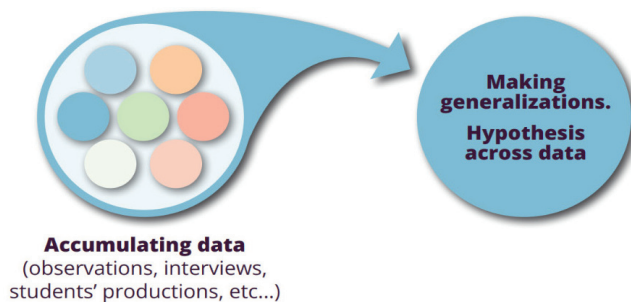 Making
generalizations.
Hypothesis
across data
Accumulating data
(observations, interviews,
students’ productions, etc...)